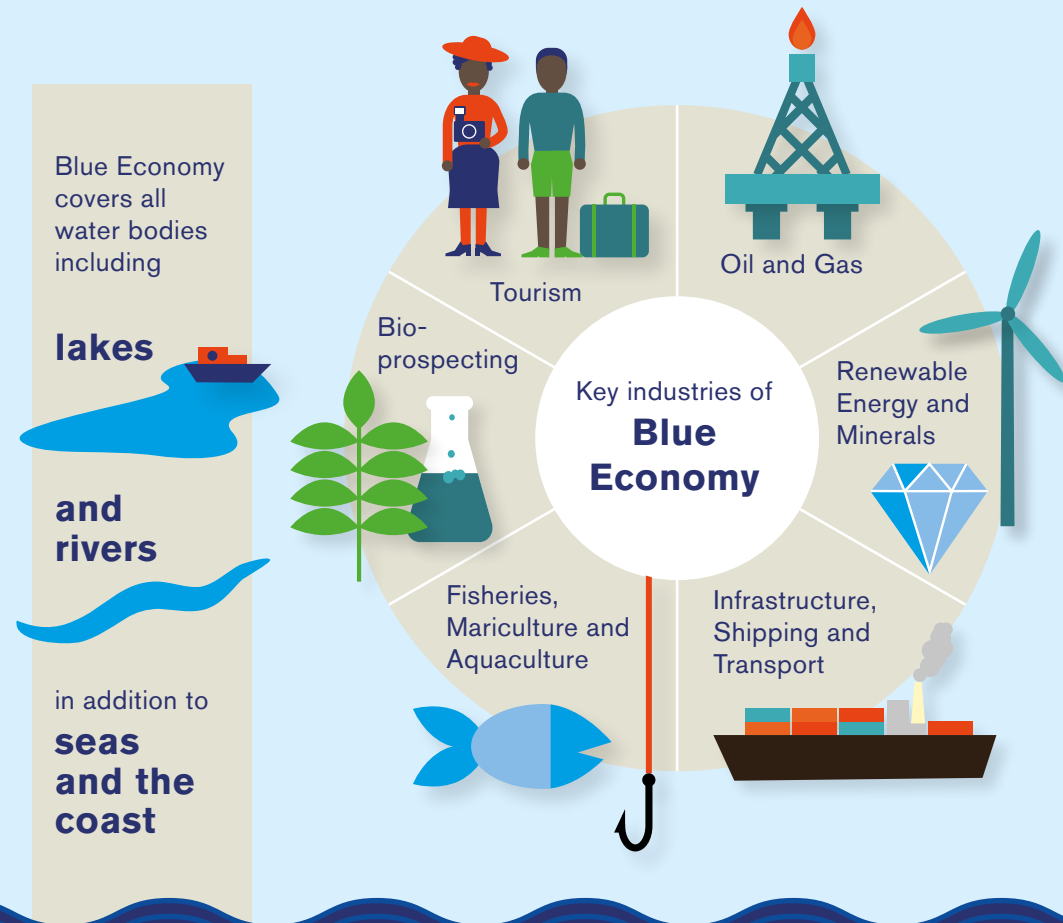 Blue Economy
covers all
water bodies
including
lakes
and
rivers
in addition to
seas
and the
coast
Key industries of
Blue
Economy
Tourism
Oil and Gas
Renewable
Energy and
Minerals
Infrastructure,
Shipping and
Transport
Fisheries,
Mariculture and
Aquaculture
Bio-
prospecting